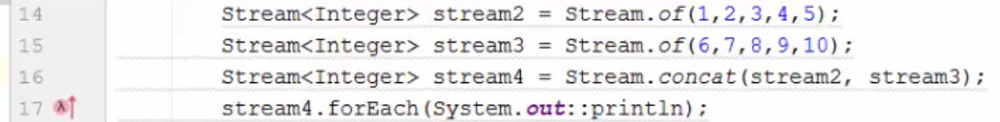 14 Stream<Integer> stream2 = Stream.of(1,2,3,4,5);
15 Stream<Integer> stream3 = Stream.of(6,7,8,9,10);
16 Stream<Integer> stream4 = Stream.concat(stream2, stream3);
17 stream4.forEach(System.out::println);